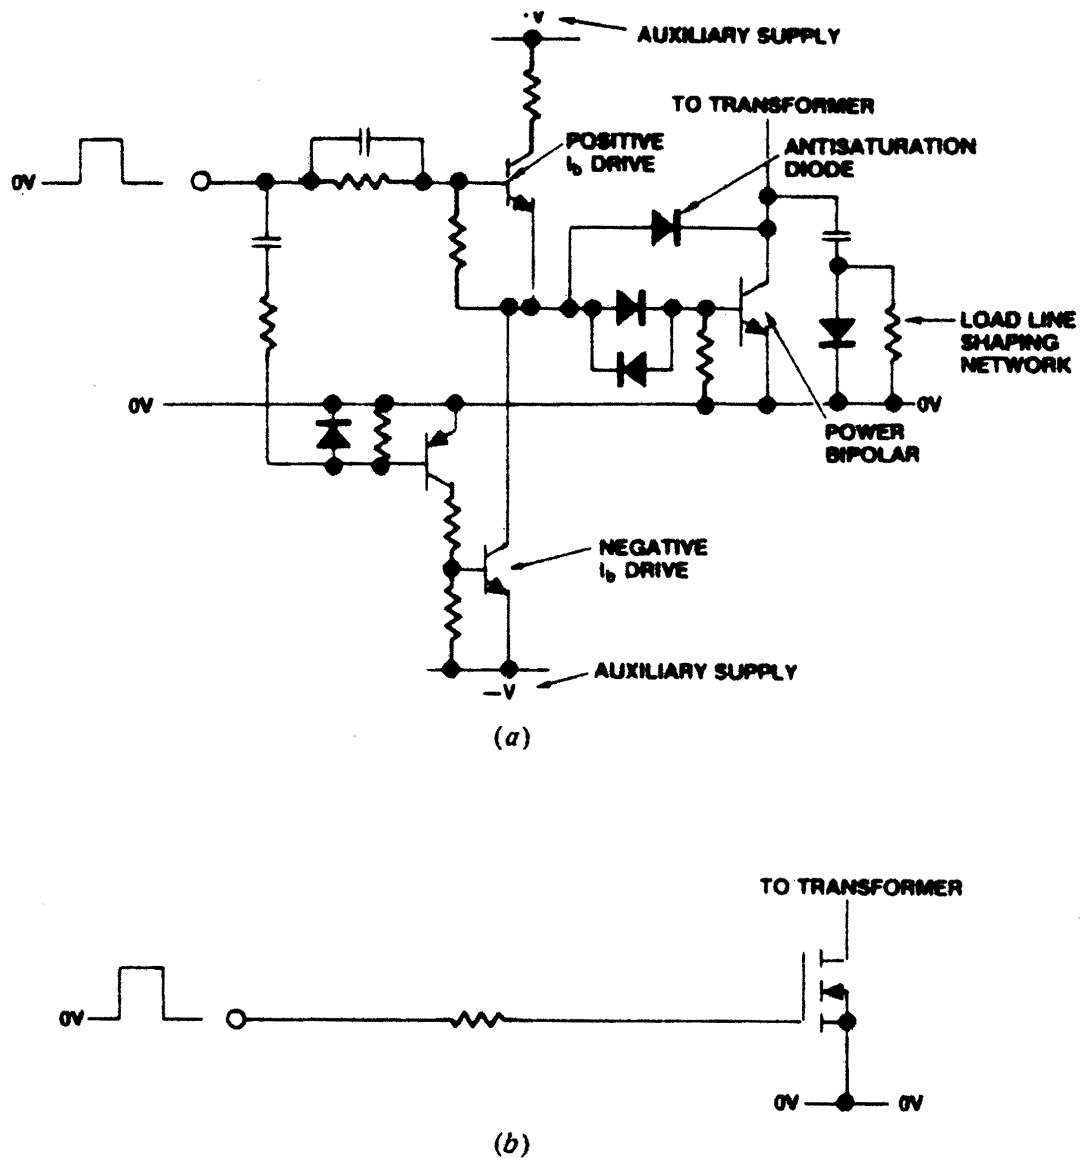 +V
AUXILIARY SUPPLY
TO TRANSFORMER
POSITIVE
Ib DRIVE
ANTISATURATION
DIODE
0V
LOAD LINE
SHAPING
NETWORK
0V
0V
POWER
BIPOLAR
NEGATIVE
Ib DRIVE
AUXILIARY SUPPLY
–V
(a)
TO TRANSFORMER
0V
0V
0V
(b)